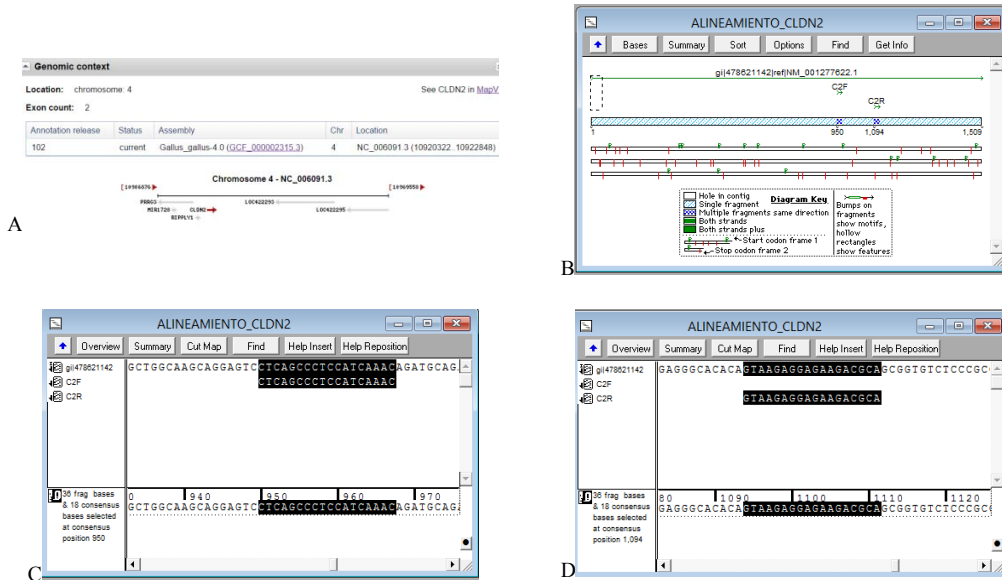 Genomic context
Location: chromosome: 4
See CLDN2 in MapV
Exon count: 2
Annotation release Status Assembly Chr Location
102 current Gallus_gallus-4.0 (GCF_000002315.3) 4 NC_006091.3 (10920322..10922848)
Chromosome 4 - NC_006091.3
PRRG3 LOC422293
MIR1720 CLDN2 LOC422295
RIPPLY1
A
ALINEAMIENTO_CLDN2
Bases Summary Sort Options Find Get Info
gi|478621142|ref|NM_001277622.1
C2F
C2R
1 950 1,094 1,509
Hole in contig
Single fragment
Multiple fragments same direction
Both strands
Both strands plus
Start codon frame 1
Stop codon frame 2
Diagram Key
Bumps on
fragments
show motifs,
hollow
rectangles
show features
B
ALINEAMIENTO_CLDN2
Overview Summary Cut Map Find Help Insert Help Reposition
gi|478621142 GCTGGCAAGCAGGAGTCCTCAGCCCTCCATCAAACAGATGCAG
C2F CTCAGCCCTCCATCAAAC
C2R
36 frag bases
& 18 consensus
bases selected
at consensus
position 950
0 940 950 960 970
GCTGGCAAGCAGGAGTCCTCAGCCCTCCATCAAACAGATGCAG
C
ALINEAMIENTO_CLDN2
Overview Summary Cut Map Find Help Insert Help Reposition
gi|478621142 GAGGGCACACAGTAAGAGGAGAAGACGCAGCGGTGTCTCCCGC
C2F
C2R GTAAGAGGAGAAGACGCA
36 frag bases
& 18 consensus
bases selected
at consensus
position 1,094
80 1090 1100 1110 1120
GAGGGCACACAGTAAGAGGAGAAGACGCAGCGGTGTCTCCCGC
D